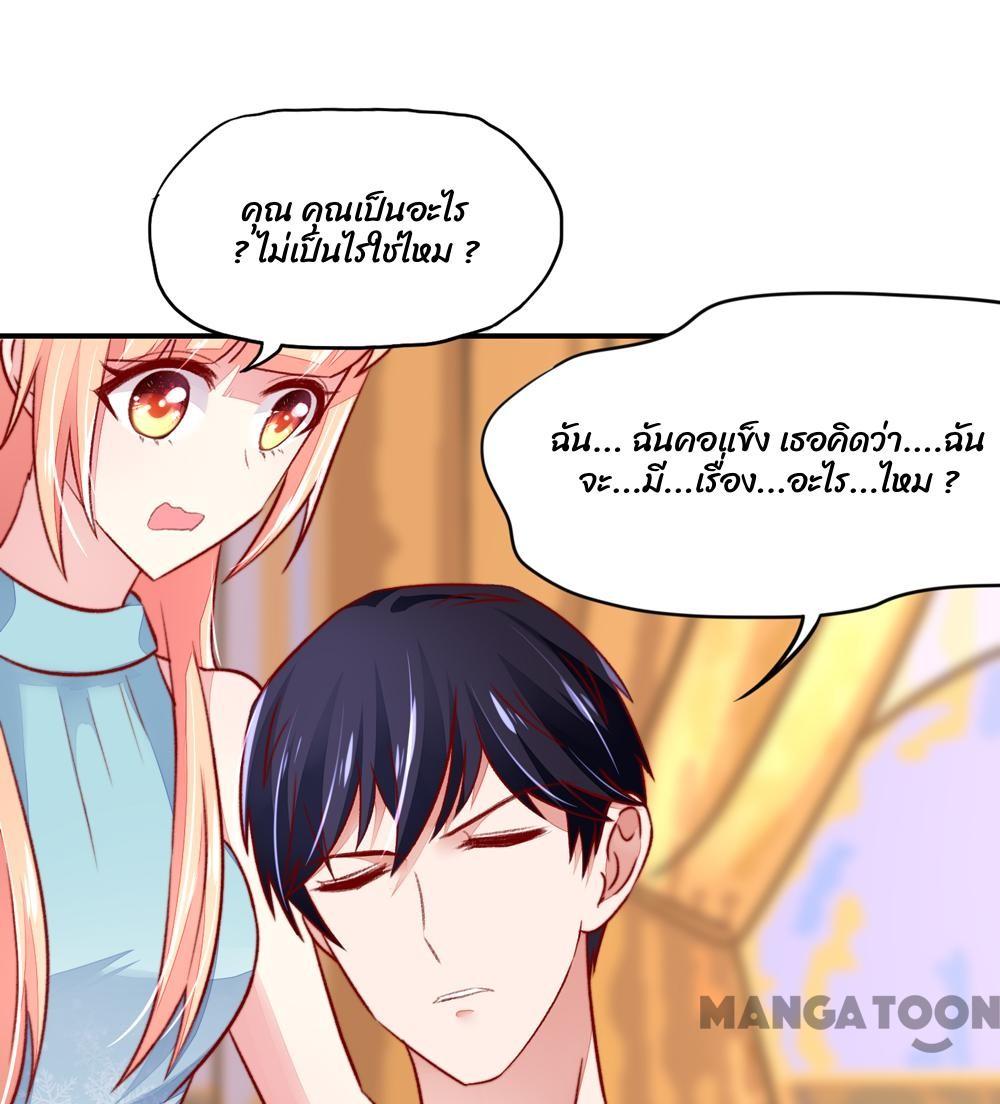 คุณ คุณเป็นอะไร
? ไม่เป็นไรใช่ไหม ?
ฉัน... ฉันคอแข็ง เธอคิดว่า....ฉัน
จะ...มี...เรื่อง...อะไร...ไหม ?
MANGATOON